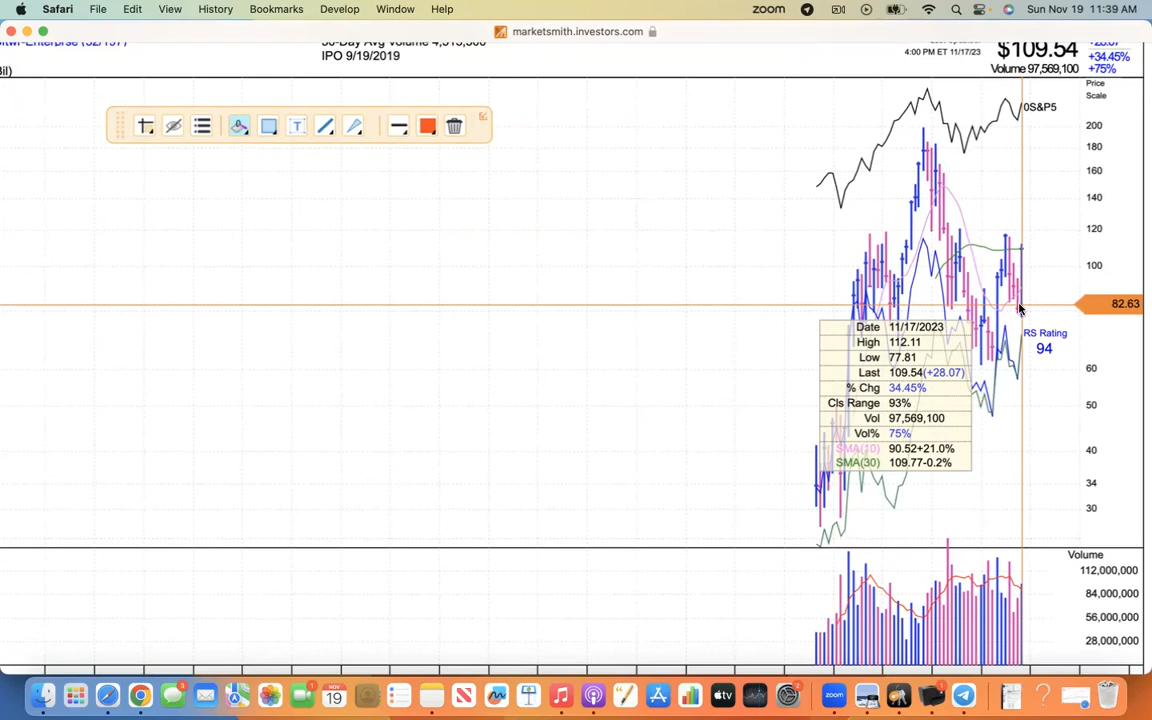 Safari File Edit View History Bookmarks Develop Window Help zoom Sun Nov 19 11:39 AM
marketsmith.investors.com
IPO 9/19/2019
4:00 PM ET 11/17/23
$109.54
+34.45%
Volume 97,569,100
+75%
Price
Scale
0S&P5
200
180
160
140
120
100
82.63
60
50
40
34
30
RS Rating
94
Date 11/17/2023
High 112.11
Low 77.81
Last 109.54(+28.07)
% Chg 34.45%
Cls Range 93%
Vol 97,569,100
Vol% 75%
SMA(10) 90.52+21.0%
SMA(30) 109.77-0.2%
Volume
112,000,000
84,000,000
56,000,000
28,000,000
NOV
19
tv
zoom